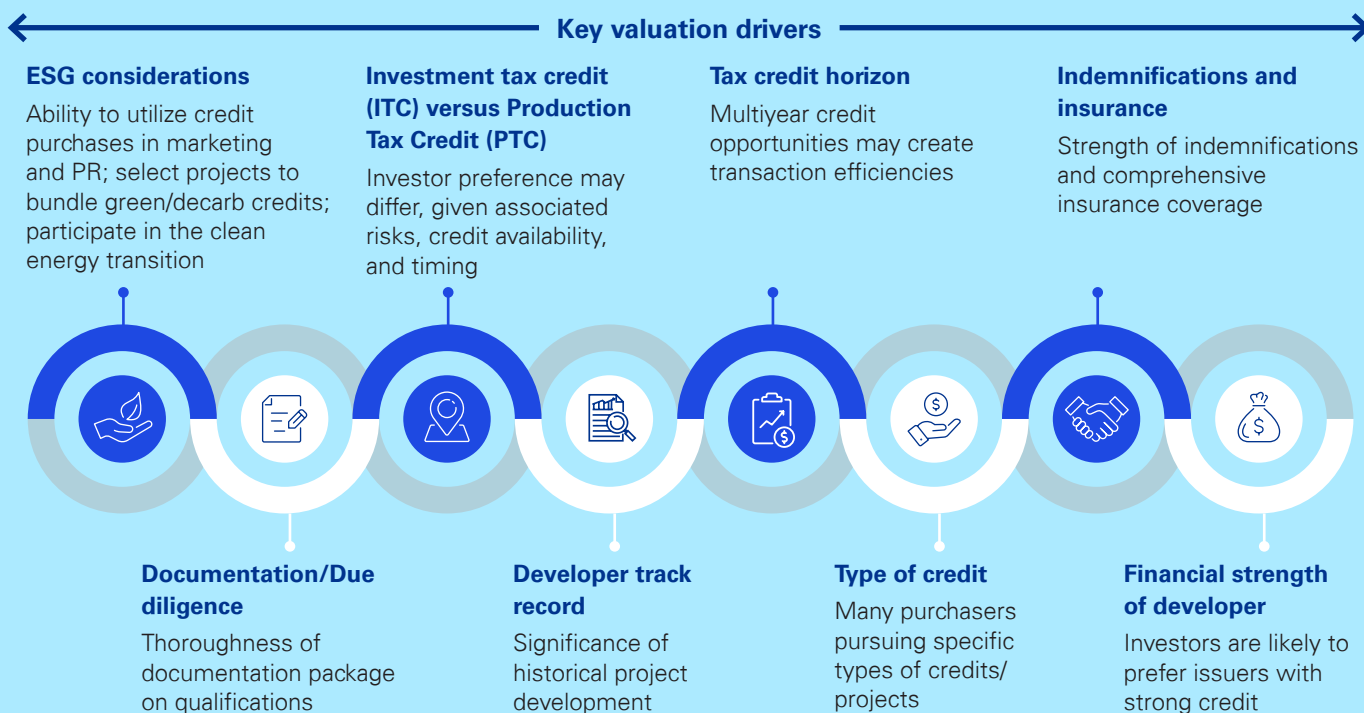 Key valuation drivers
ESG considerations
Ability to utilize credit
purchases in marketing
and PR; select projects to
bundle green/decarb credits;
participate in the clean
energy transition
Investment tax credit
(ITC) versus Production
Tax Credit (PTC)
Investor preference may
differ, given associated
risks, credit availability,
and timing
Tax credit horizon
Multiyear credit
opportunities may create
transaction efficiencies
Indemnifications and
insurance
Strength of indemnifications
and comprehensive
insurance coverage
$
$
$
Documentation/Due
diligence
Thoroughness of
documentation package
on qualifications
Developer track
record
Significance of
historical project
development
Type of credit
Many purchasers
pursuing specific
types of credits/
projects
Financial strength
of developer
Investors are likely to
prefer issuers with
strong credit